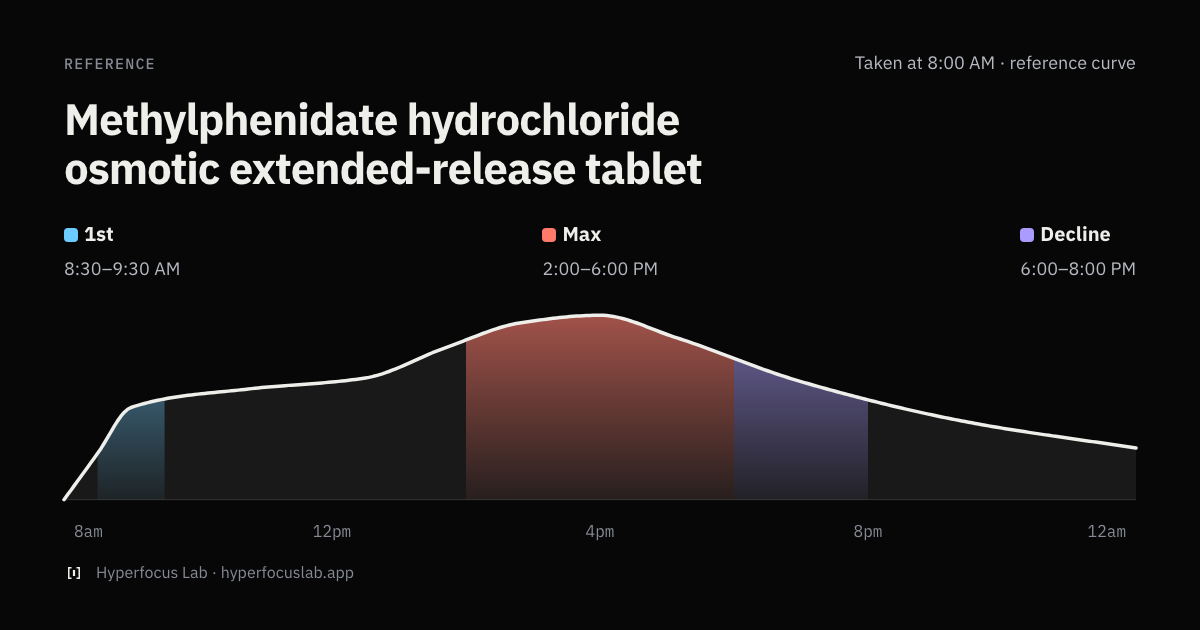 REFERENCE
Taken at 8:00 AM · reference curve
Methylphenidate hydrochloride
osmotic extended-release tablet
1st
8:30–9:30 AM
Max
2:00–6:00 PM
Decline
6:00–8:00 PM
8am
12pm
4pm
8pm
12am
Hyperfocus Lab · hyperfocuslab.app